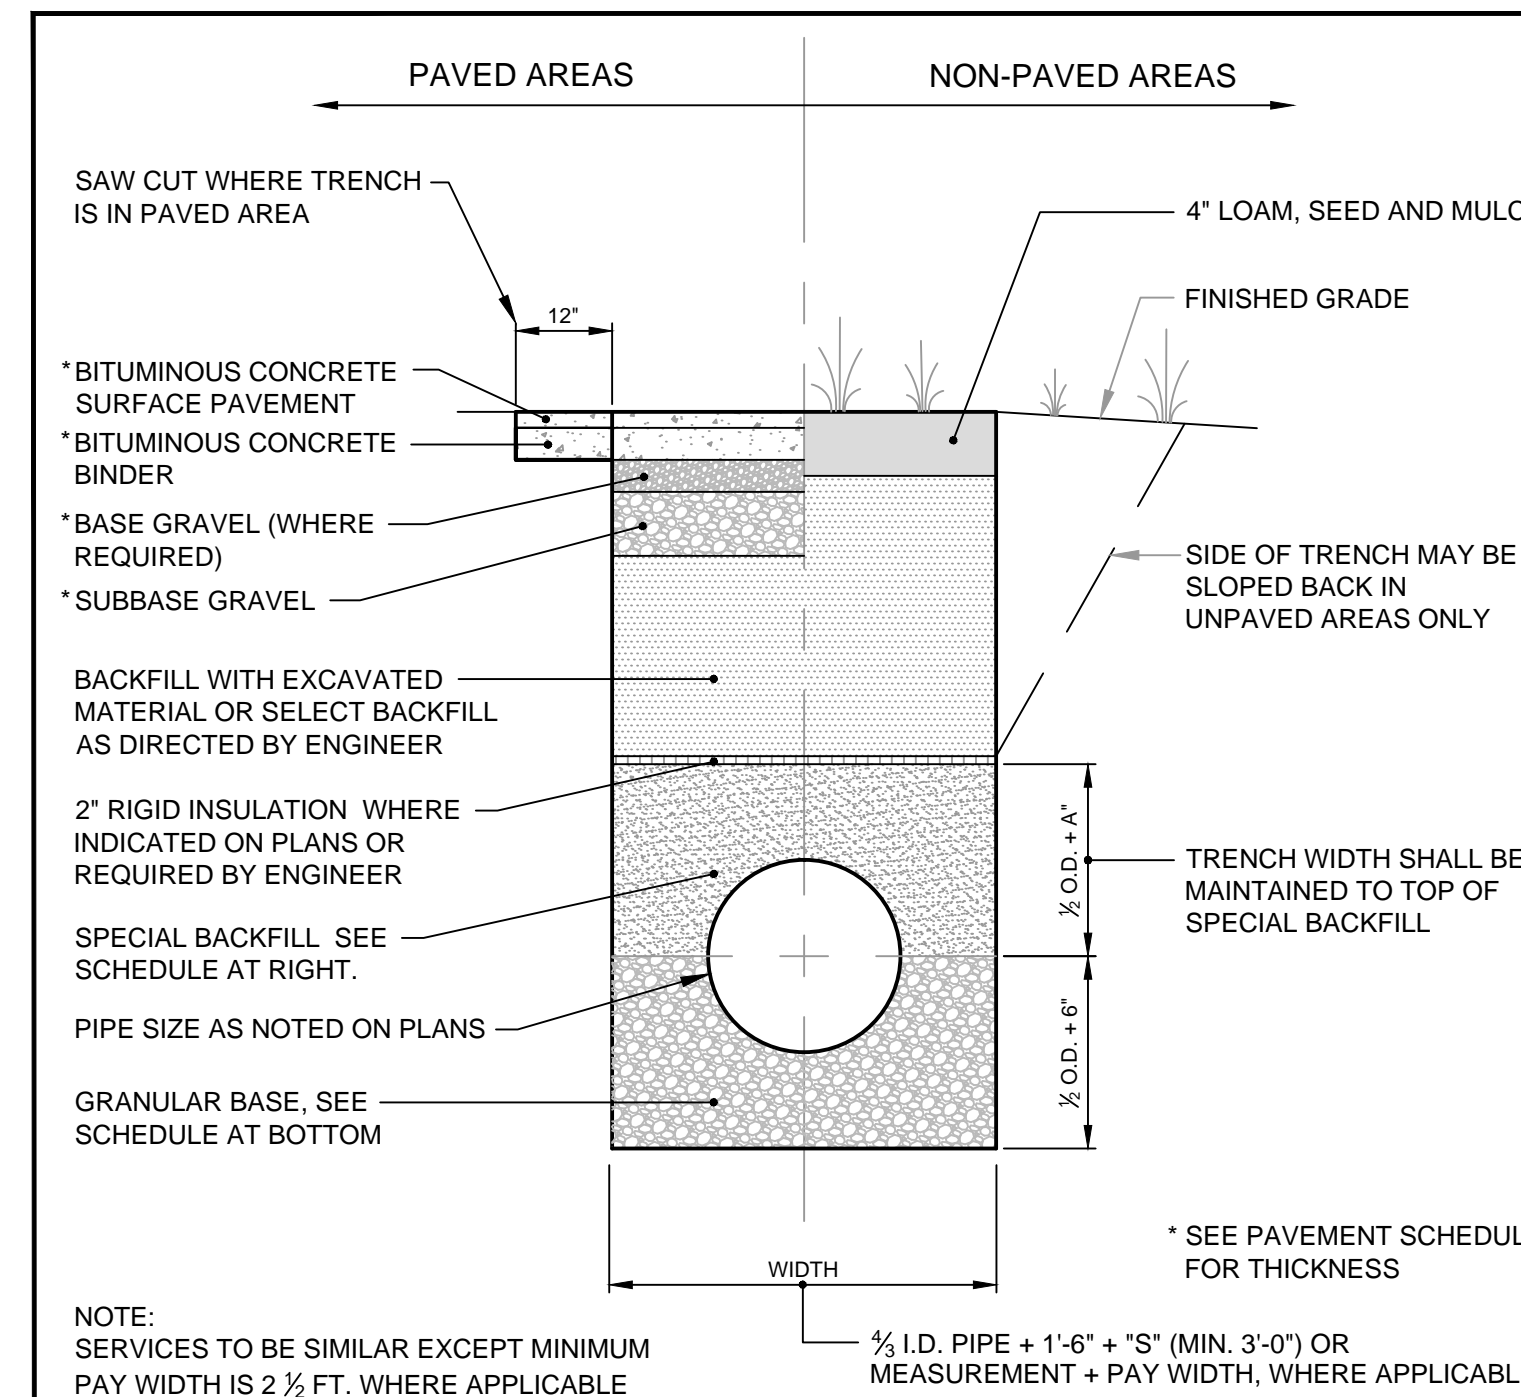 PAVED AREAS
NON-PAVED AREAS
SAW CUT WHERE TRENCH
IS IN PAVED AREA
4" LOAM, SEED AND
FINISHED GRADE
12"
* BITUMINOUS CONCRETE
SURFACE PAVEMENT
* BITUMINOUS CONCRETE
BINDER
* BASE GRAVEL (WHERE
REQUIRED)
* SUBBASE GRAVEL
SIDE OF TRENCH MAY BE
SLOPED BACK IN
UNPAVED AREAS ONLY
BACKFILL WITH EXCAVATED
MATERIAL OR SELECT BACKFILL
AS DIRECTED BY ENGINEER
2" RIGID INSULATION WHERE
INDICATED ON PLANS OR
REQUIRED BY ENGINEER
½ O.D. + A"
TRENCH WIDTH SHALL BE
MAINTAINED TO TOP OF
SPECIAL BACKFILL
SPECIAL BACKFILL SEE
SCHEDULE AT RIGHT.
PIPE SIZE AS NOTED ON PLANS
½ O.D. + 6"
GRANULAR BASE, SEE
SCHEDULE AT BOTTOM
* SEE PAVEMENT
FOR THICKNESS
WIDTH
NOTE:
SERVICES TO BE SIMILAR EXCEPT MINIMUM
PAY WIDTH IS 2 ½ FT. WHERE APPLICABLE
4⁄3 I.D. PIPE + 1'-6" + "S" (MIN. 3'-0") OR
MEASUREMENT + PAY WIDTH, WHERE